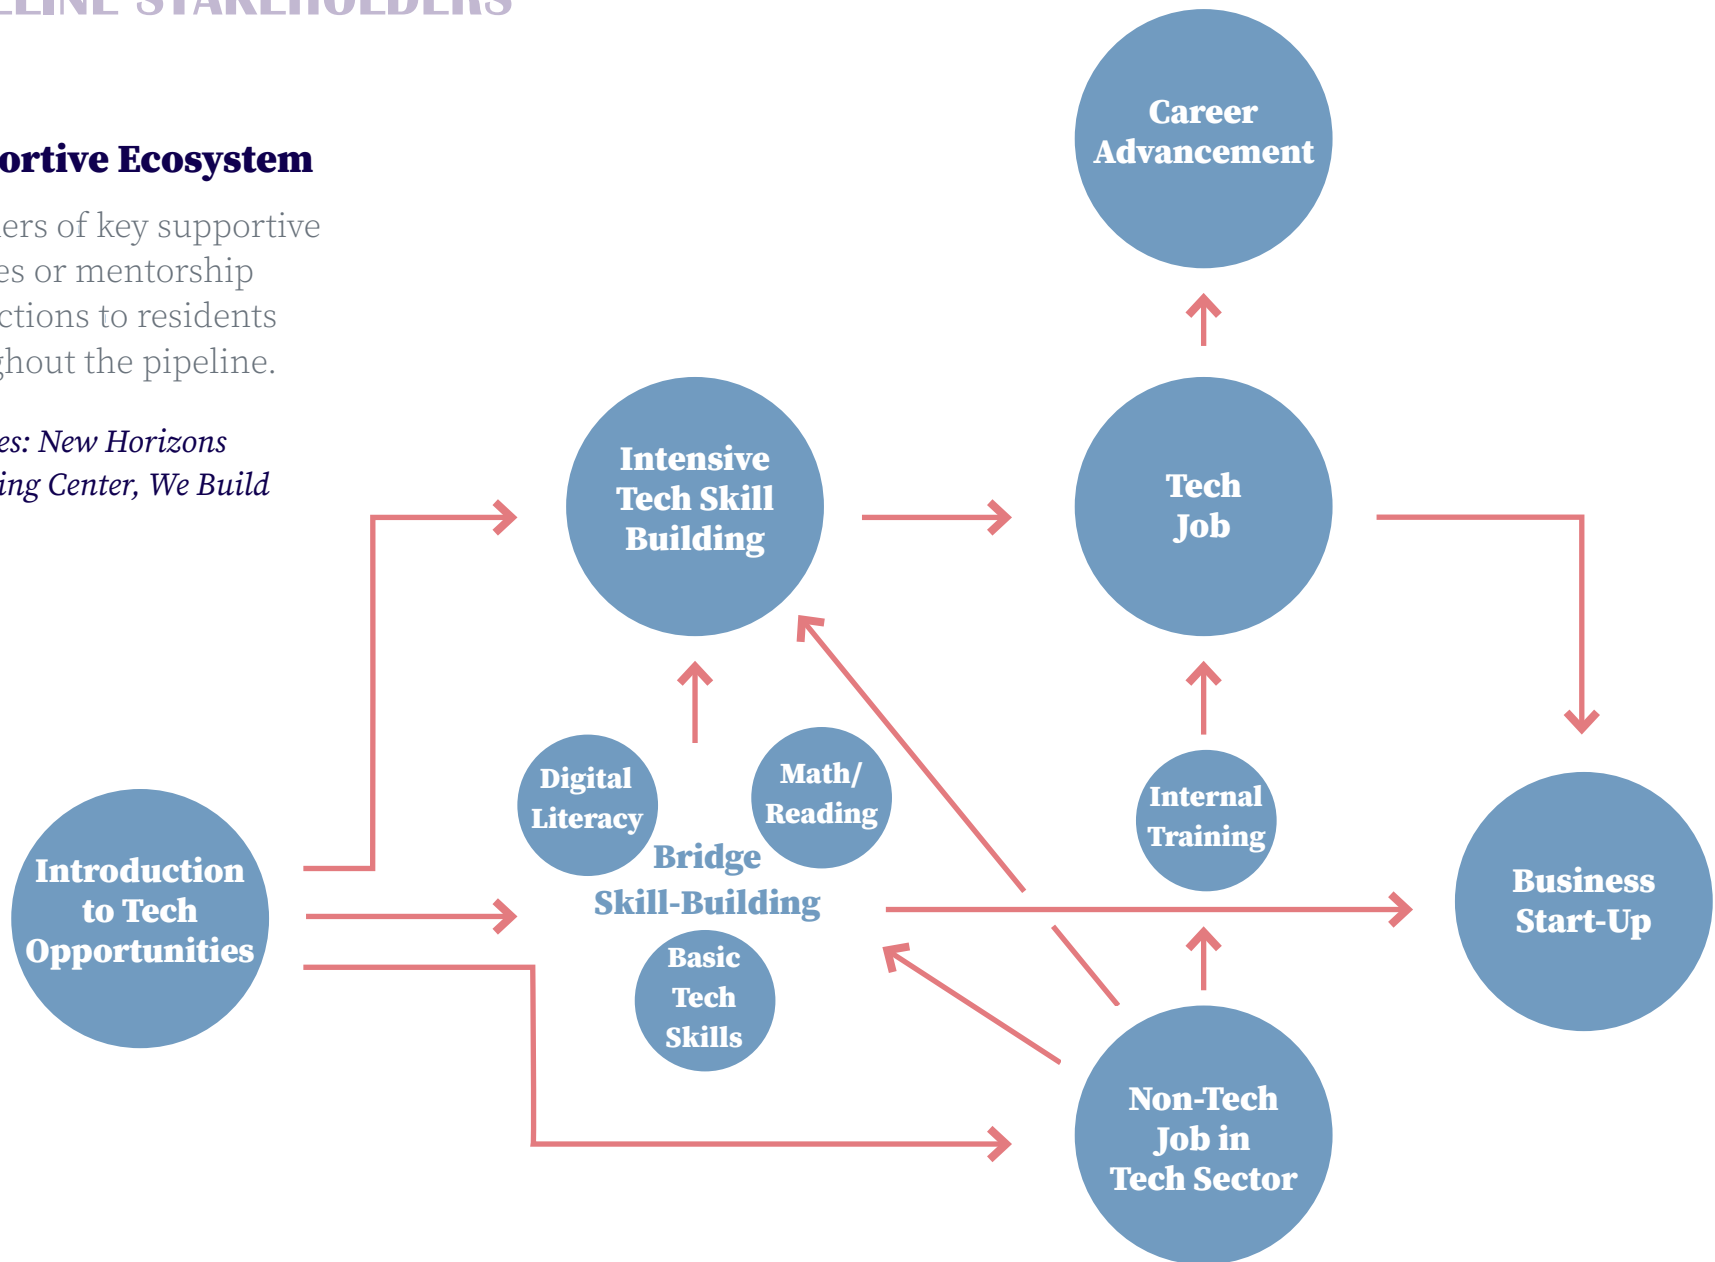 STAKEHOLDERS
ortive Ecosystem
ers of key supportive
es or mentorship
ctions to residents
ghout the pipeline.
es: New Horizons
ing Center, We Build
Career
Advancement
Intensive
Tech Skill
Building
Tech
Job
Digital
Literacy
Math/
Reading
Bridge
Skill-Building
Basic
Tech
Skills
Internal
Training
Introduction
to Tech
Opportunities
Business
Start-Up
Non-Tech
Job in
Tech Sector